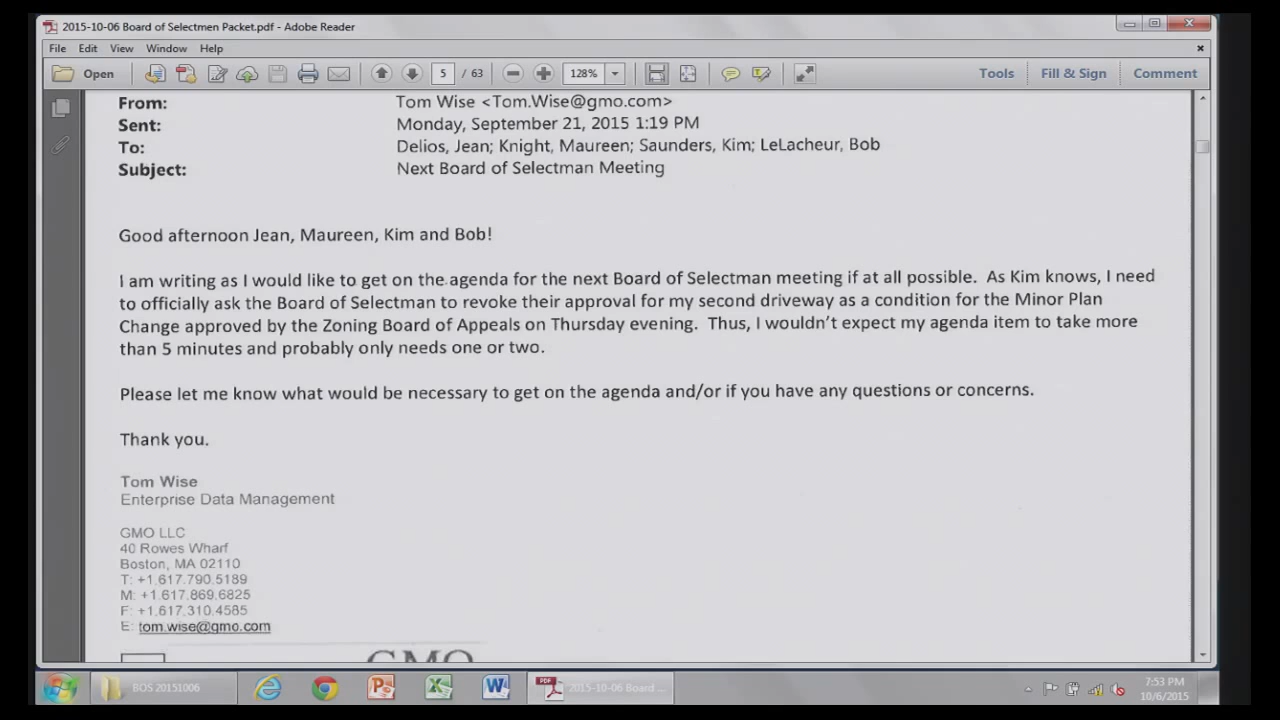 2015-10-06 Board of Selectmen Packet.pdf - Adobe Reader
File Edit View Window Help
Open 5 / 63 128% Tools Fill & Sign Comment
From: Tom Wise <Tom.Wise@gmo.com>
Sent: Monday, September 21, 2015 1:19 PM
To: Delios, Jean; Knight, Maureen; Saunders, Kim; LeLacheur, Bob
Subject: Next Board of Selectman Meeting
Good afternoon Jean, Maureen, Kim and Bob!
I am writing as I would like to get on the agenda for the next Board of Selectman meeting if at all possible. As Kim knows, I need
to officially ask the Board of Selectman to revoke their approval for my second driveway as a condition for the Minor Plan
Change approved by the Zoning Board of Appeals on Thursday evening. Thus, I wouldn't expect my agenda item to take more
than 5 minutes and probably only needs one or two.
Please let me know what would be necessary to get on the agenda and/or if you have any questions or concerns.
Thank you.
Tom Wise
Enterprise Data Management
GMO LLC
40 Rowes Wharf
Boston, MA 02110
T: +1.617.790.5189
M: +1.617.869.6825
F: +1.617.310.4585
E: tom.wise@gmo.com
GMO
BOS 20151006
2015-10-06 Board ...
7:53 PM
10/6/2015